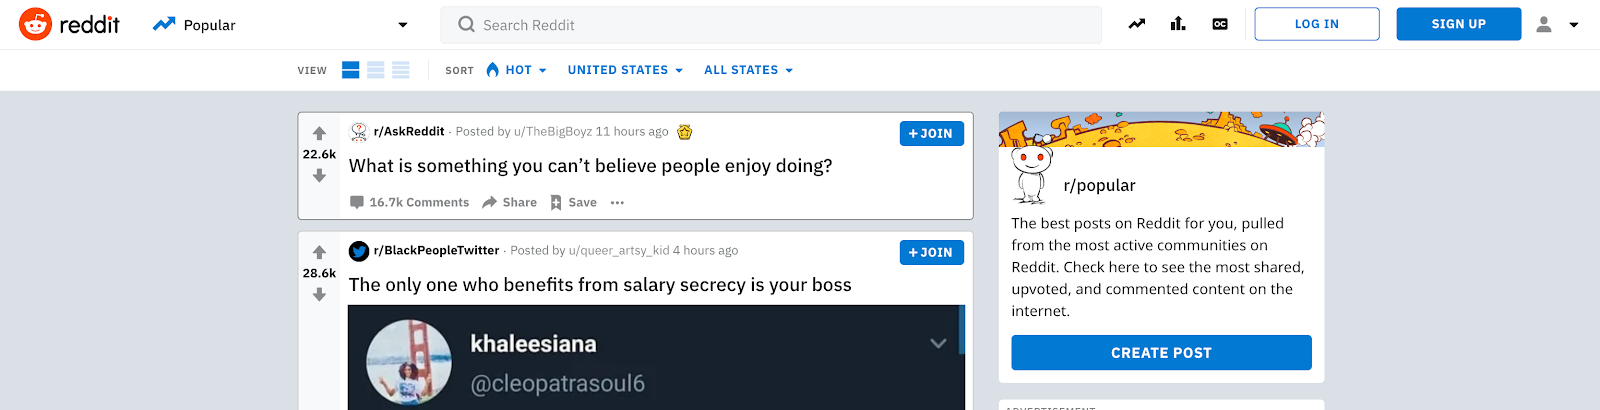 reddit
Popular
Search Reddit
LOG IN
SIGN UP
VIEW
SORT
HOT
UNITED STATES
ALL STATES
22.6k
r/AskReddit · Posted by u/TheBigBoyz 11 hours ago
+ JOIN
What is something you can’t believe people enjoy doing?
16.7k Comments
Share
Save
···
28.6k
r/BlackPeopleTwitter · Posted by u/queer_artsy_kid 4 hours ago
+ JOIN
The only one who benefits from salary secrecy is your boss
khaleesiana
@cleopatrasoul6
r/popular
The best posts on Reddit for you, pulled
from the most active communities on
Reddit. Check here to see the most shared,
upvoted, and commented content on the
internet.
CREATE POST
ADVERTISEMENT